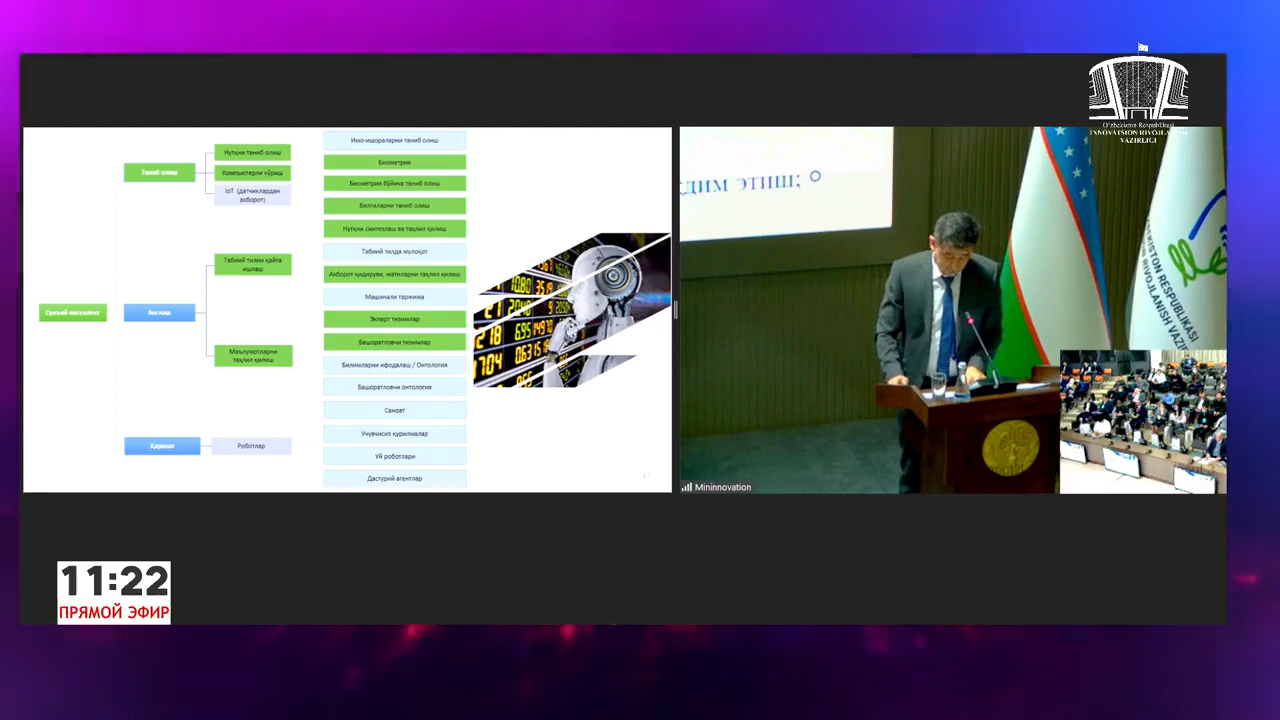 O'zbekiston Respublikasi
INNOVATSION RIVOJLANISH
VAZIRLIGI
Таниб олиш
Нутқни таниб олиш
Компьютерли кўриш
IoT (датчиклардан
ахборот)
Сунъий интеллект
Англаш
Табиий тилни қайта
ишлаш
Маълумотларни
таҳлил қилиш
Ҳаракат
Роботлар
Имо-ишораларни таниб олиш
Биометрия
Биометрия бўйича таниб олиш
Белгиларни таниб олиш
Нутқни синтезлаш ва таҳлил қилиш
Табиий тилда мулоқот
Ахборот қидируви, матнларни таҳлил қилиш
Машинали таржима
Эксперт тизимлар
Башоратловчи тизимлар
Билимларни ифодалаш / Онтология
Башоратловчи онтология
Саноат
Учувчисиз қурилмалар
Уй роботлари
Дастурий агентлар
17
ДИМ ЭТИШ;
Mininnovation
11:22
ПРЯМОЙ ЭФИР